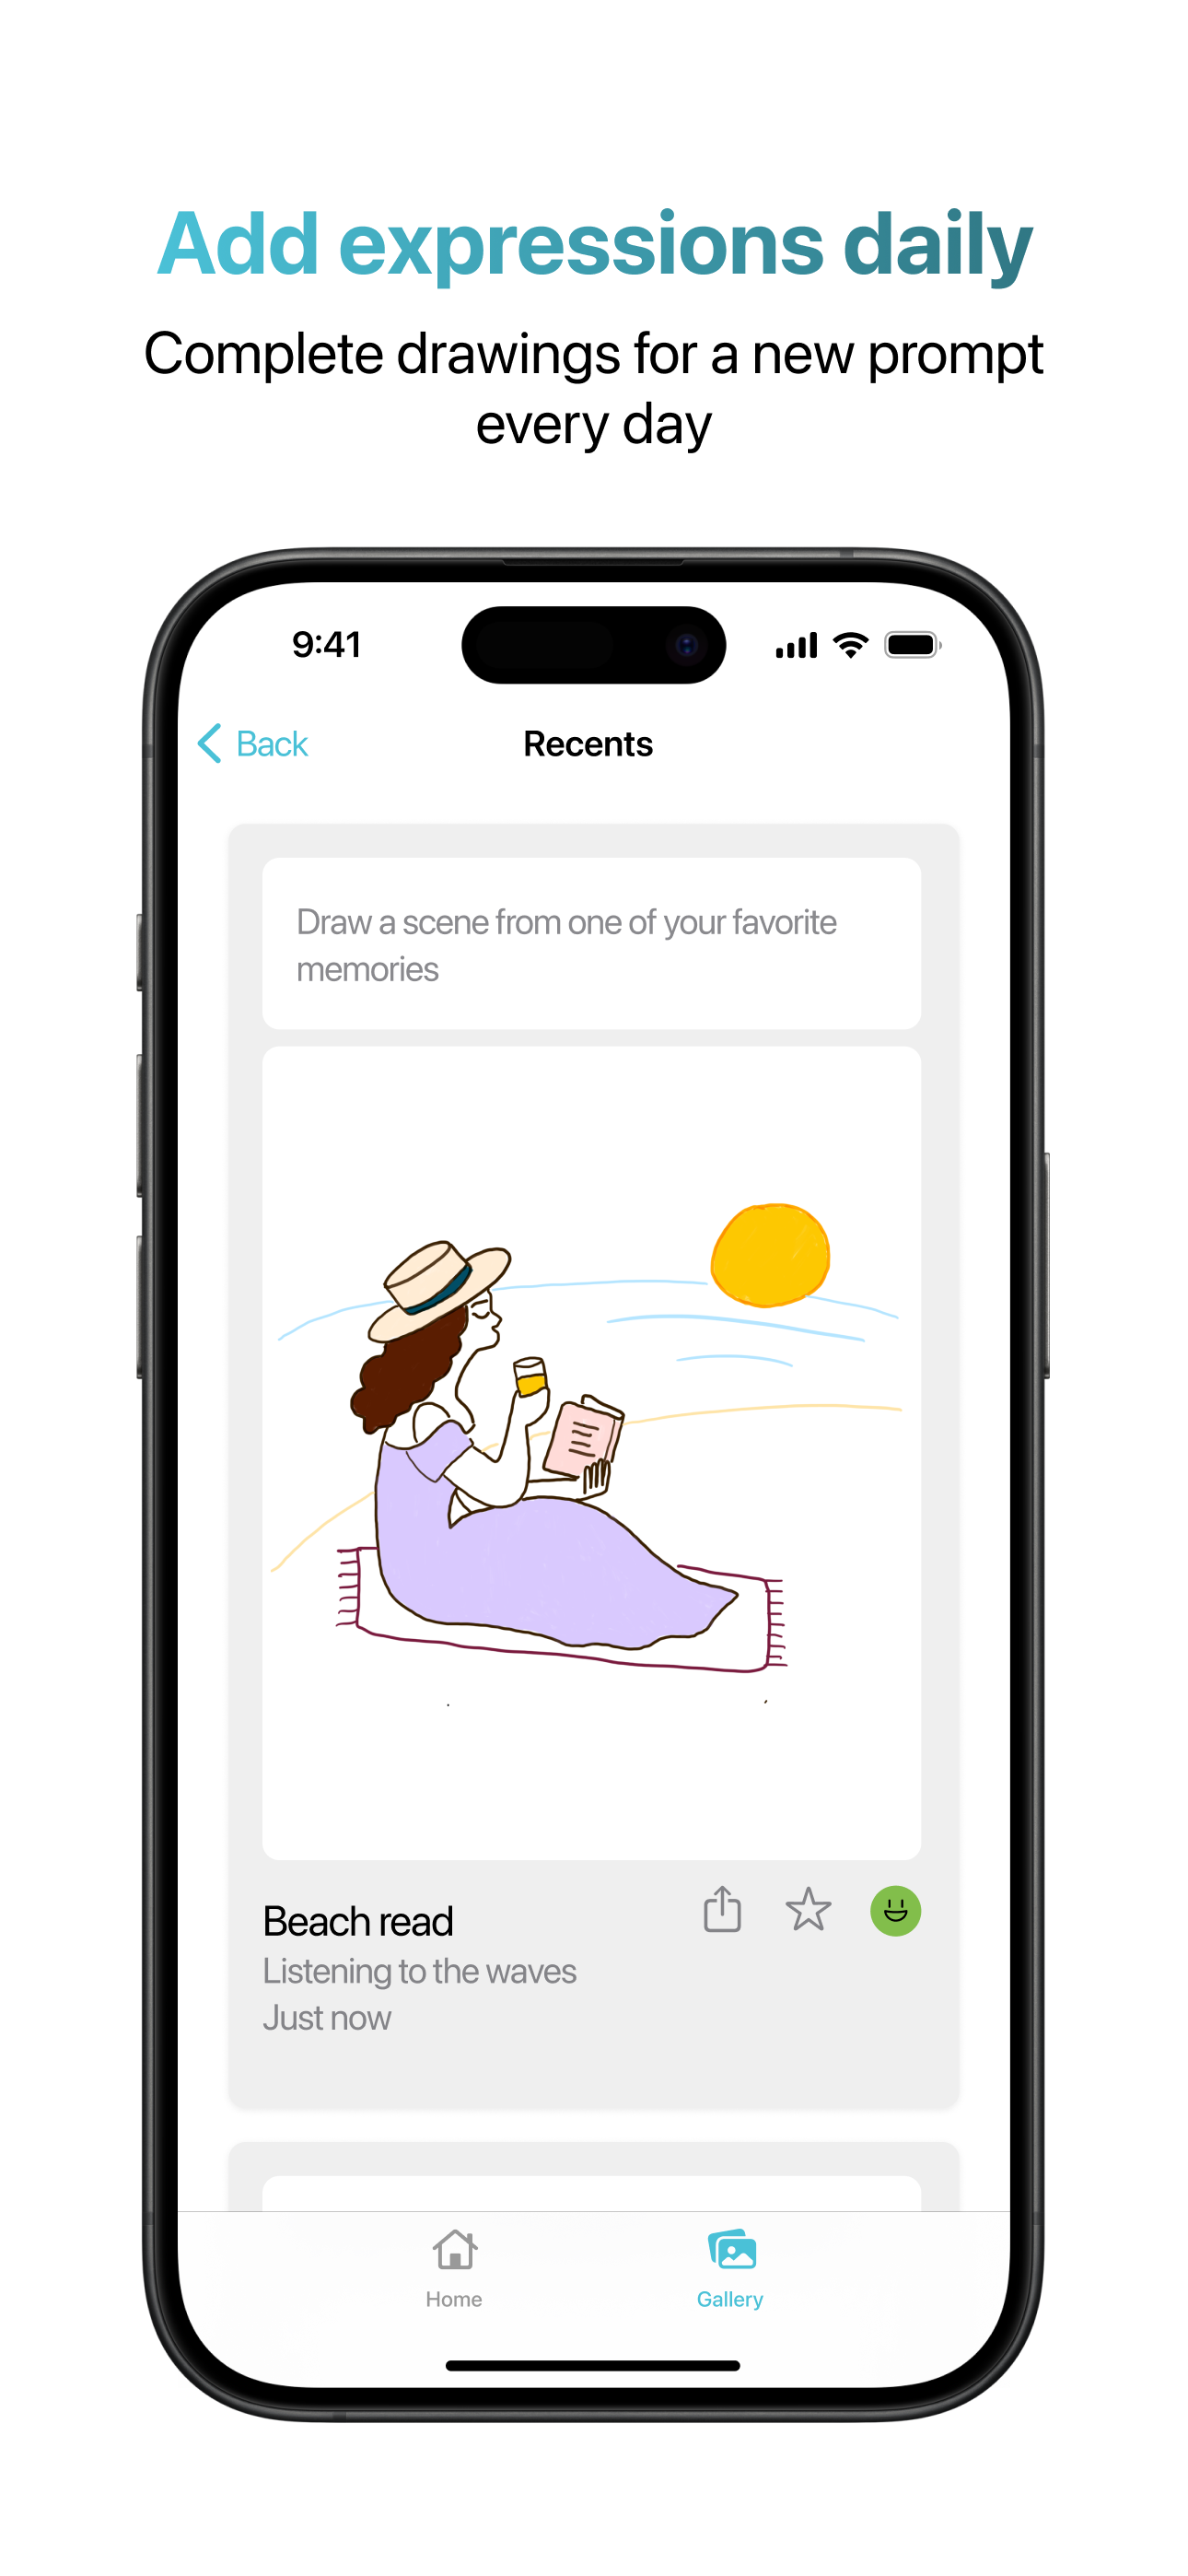 Add expressions daily
Complete drawings for a new prompt
every day
9:41
Back
Recents
Draw a scene from one of your favorite
memories
Beach read
Listening to the waves
Just now
Home
Gallery